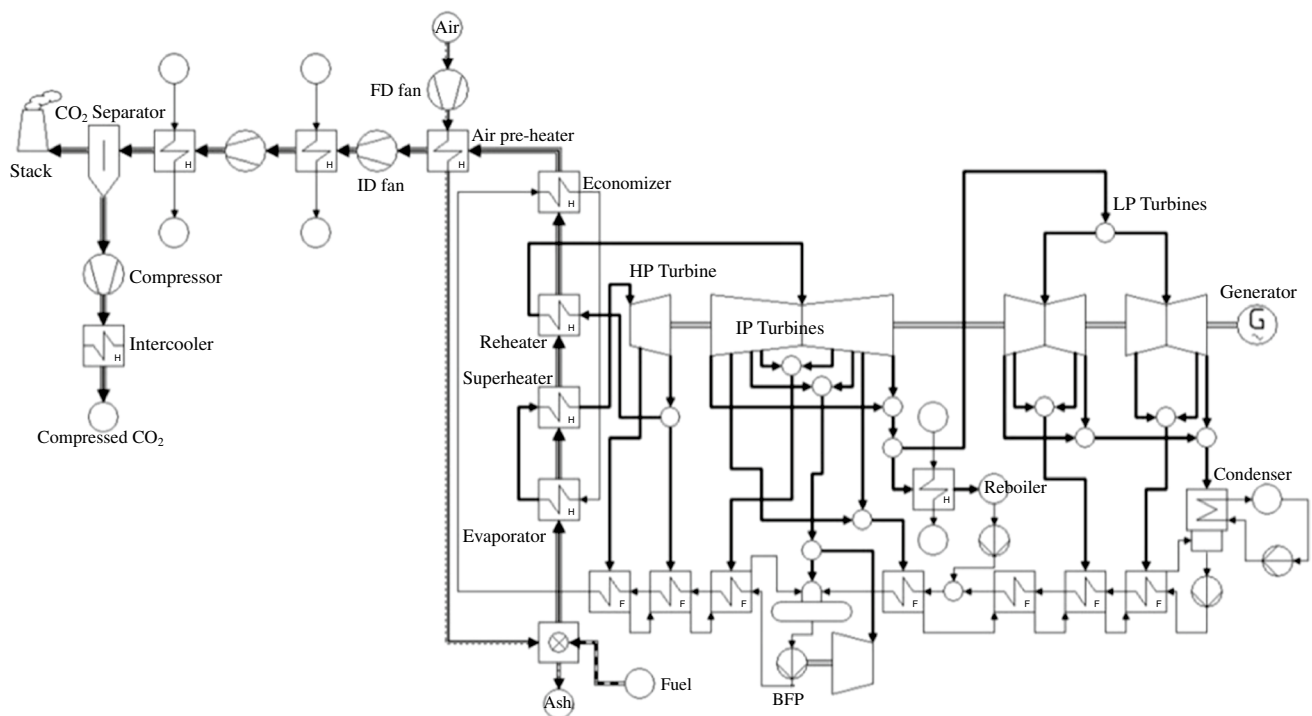 Air
FD fan
CO2 Separator
Air pre-heater
Stack
H
H
H
ID fan
Economizer
H
LP Turbines
Compressor
HP Turbine
Generator
G
H
IP Turbines
Intercooler
H
Reheater
Superheater
H
Compressed CO2
Condenser
H
Reboiler
H
Evaporator
F
F
F
F
F
F
F
Fuel
Ash
BFP